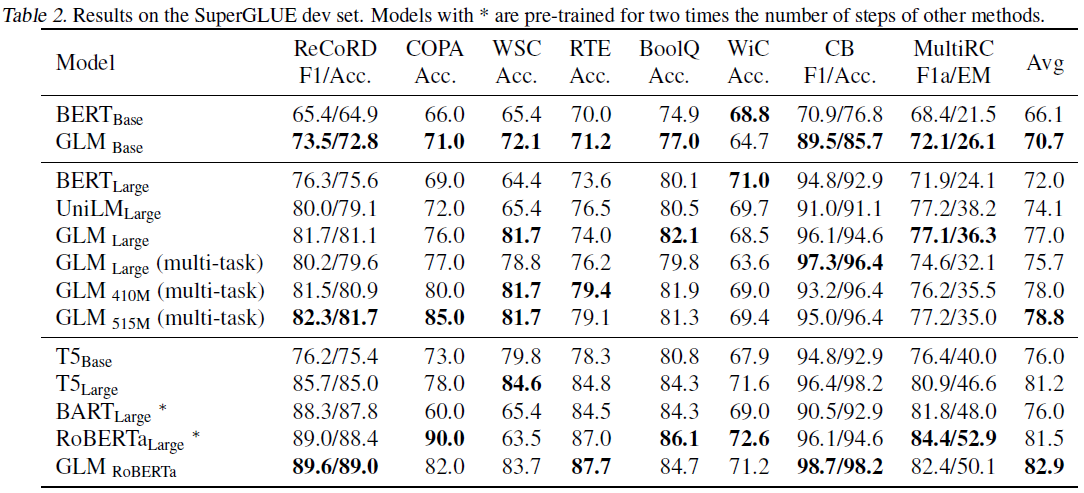 Table 2. Results on the SuperGLUE dev set. Models with * are pre-trained for two times the number of steps of other methods.
Model ReCoRD F1/Acc. COPA Acc. WSC Acc. RTE Acc. BoolQ Acc. WiC Acc. CB F1/Acc. MultiRC F1a/EM Avg
BERT Base 65.4/64.9 66.0 65.4 70.0 74.9 68.8 70.9/76.8 68.4/21.5 66.1
GLM Base 73.5/72.8 71.0 72.1 71.2 77.0 64.7 89.5/85.7 72.1/26.1 70.7
BERT Large 76.3/75.6 69.0 64.4 73.6 80.1 71.0 94.8/92.9 71.9/24.1 72.0
UniLM Large 80.0/79.1 72.0 65.4 76.5 80.5 69.7 91.0/91.1 77.2/38.2 74.1
GLM Large 81.7/81.1 76.0 81.7 74.0 82.1 68.5 96.1/94.6 77.1/36.3 77.0
GLM Large (multi-task) 80.2/79.6 77.0 78.8 76.2 79.8 63.6 97.3/96.4 74.6/32.1 75.7
GLM 410M (multi-task) 81.5/80.9 80.0 81.7 79.4 81.9 69.0 93.2/96.4 76.2/35.5 78.0
GLM 515M (multi-task) 82.3/81.7 85.0 81.7 79.1 81.3 69.4 95.0/96.4 77.2/35.0 78.8
T5 Base 76.2/75.4 73.0 79.8 78.3 80.8 67.9 94.8/92.9 76.4/40.0 76.0
T5 Large 85.7/85.0 78.0 84.6 84.8 84.3 71.6 96.4/98.2 80.9/46.6 81.2
BART Large * 88.3/87.8 60.0 65.4 84.5 84.3 69.0 90.5/92.9 81.8/48.0 76.0
RoBERTa Large * 89.0/88.4 90.0 63.5 87.0 86.1 72.6 96.1/94.6 84.4/52.9 81.5
GLM RoBERTa 89.6/89.0 82.0 83.7 87.7 84.7 71.2 98.7/98.2 82.4/50.1 82.9